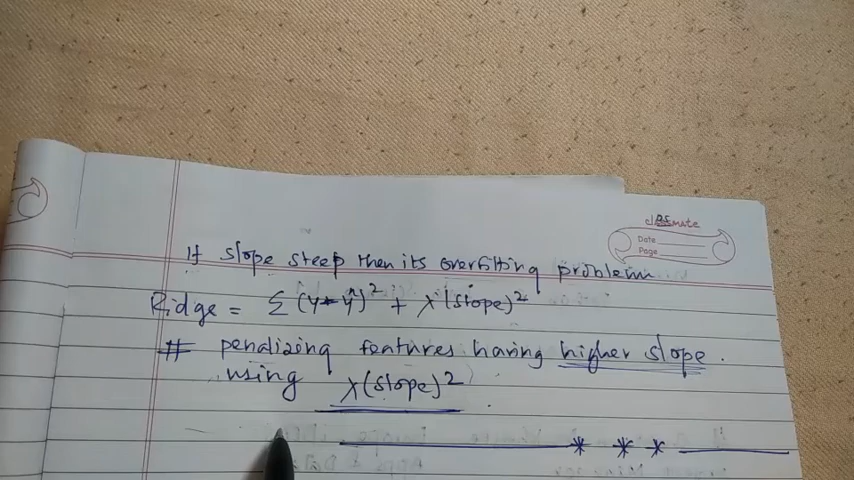 classmate
Date
Page
If slope steep then its overfitting problem
Ridge = Σ (y - ŷ)² + λ(slope)²
# penalizing features having higher slope.
using λ(slope)².
* * *